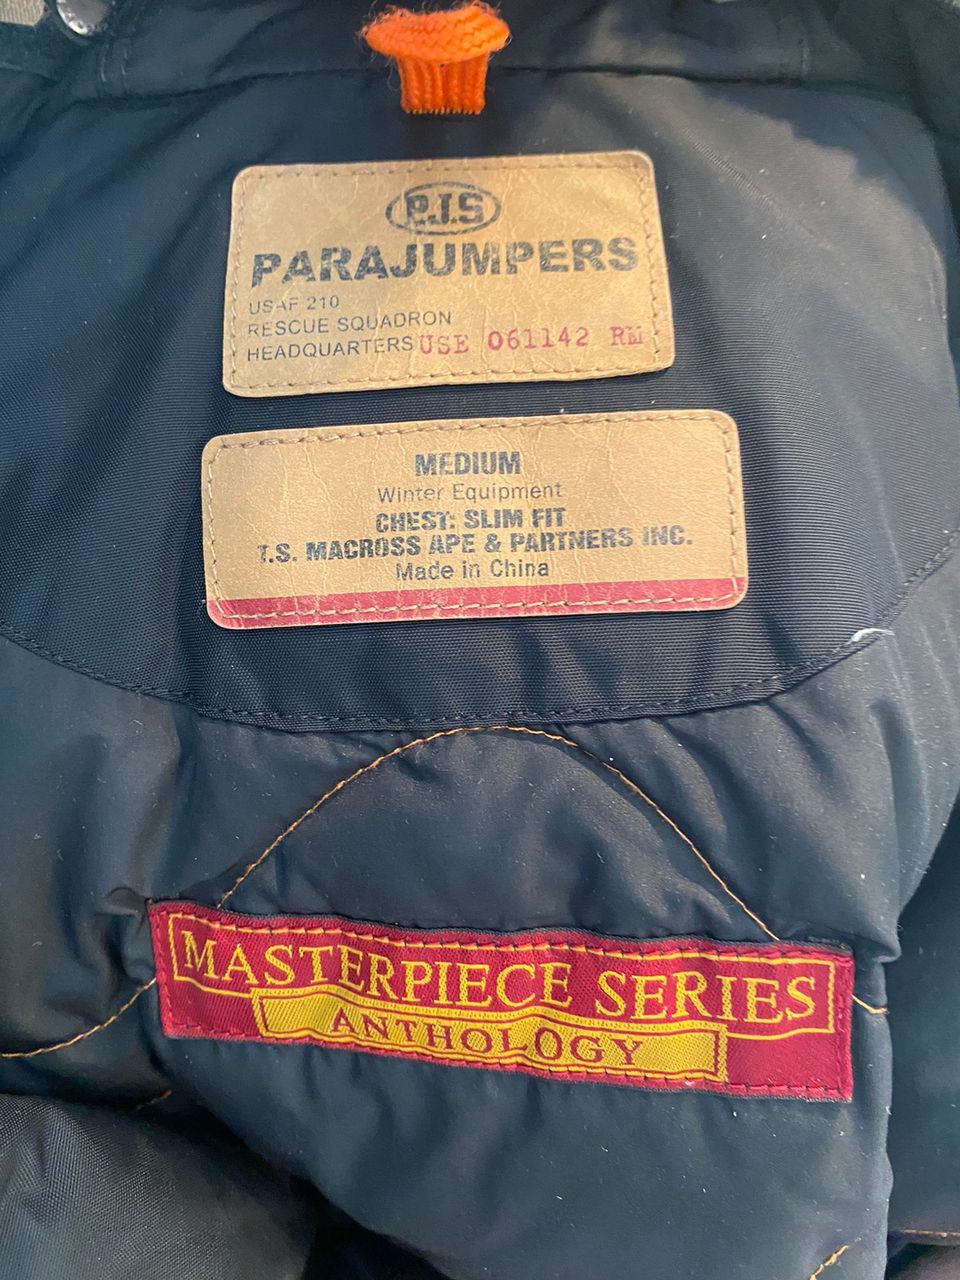 P.J.S
PARAJUMPERS
USAF 210
RESCUE SQUADRON
HEADQUARTERS USE 061142 RM
MEDIUM
Winter Equipment
CHEST: SLIM FIT
T.S. MACROSS APE & PARTNERS INC.
Made in China
MASTERPIECE SERIES
ANTHOLOGY